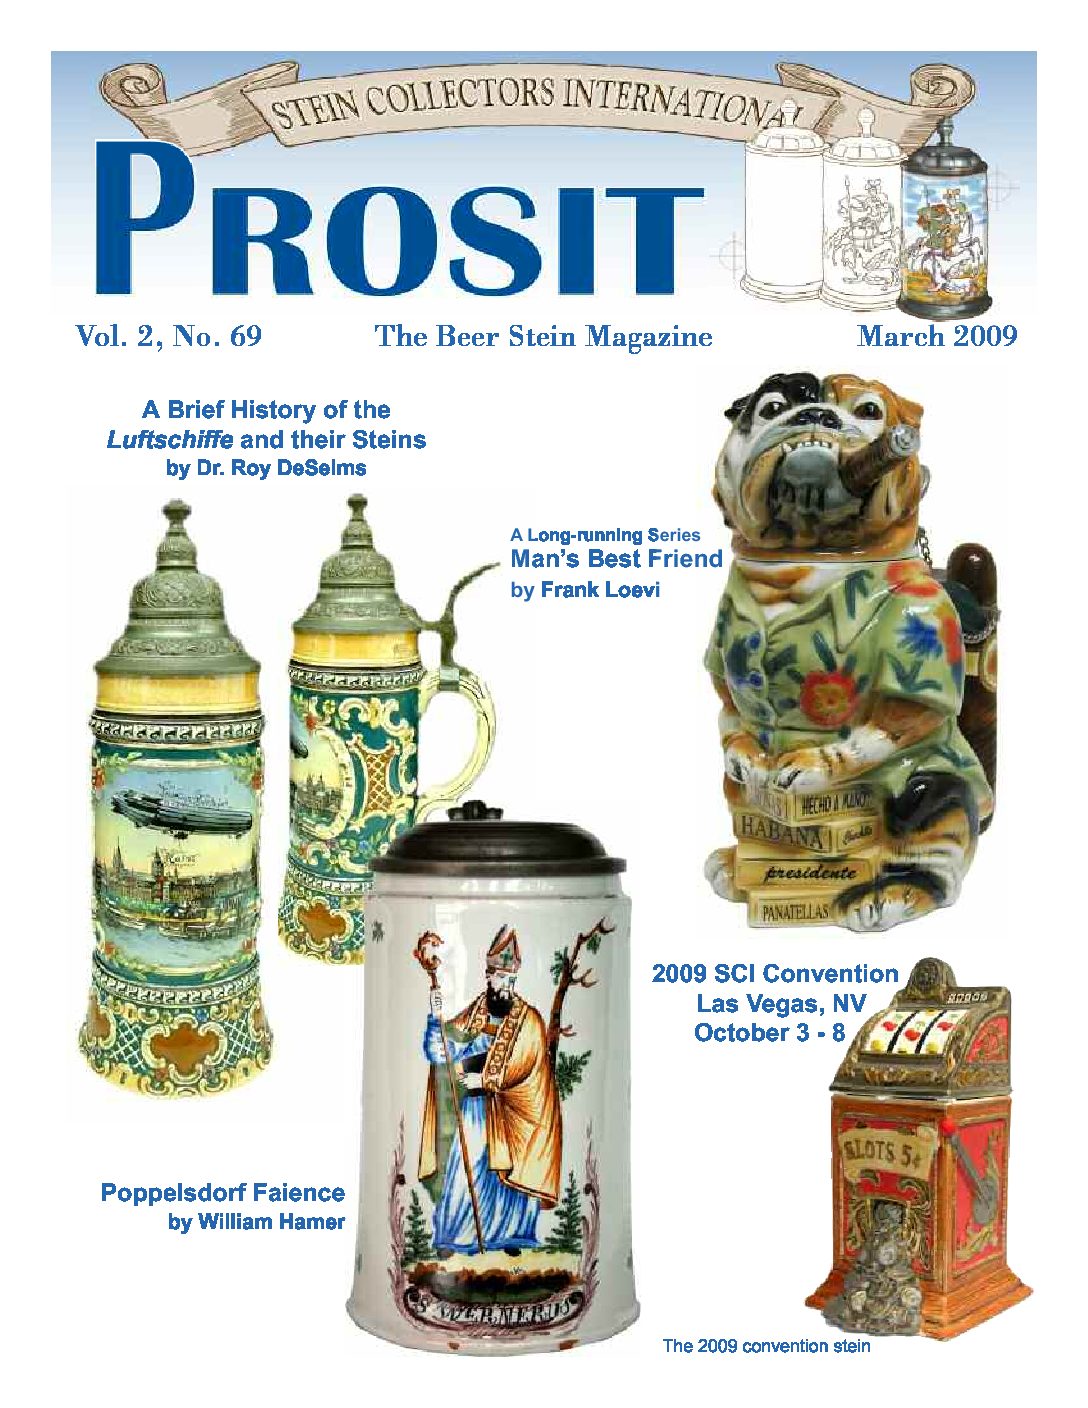 STEIN COLLECTORS INTERNATIONAL
PROSIT
Vol. 2, No. 69
The Beer Stein Magazine
March 2009
A Brief History of the
Luftschiffe and their Steins
by Dr. Roy DeSelms
A Long-running Series
Man's Best Friend
by Frank Loevi
HECHO A MANO
HABANA
presidente
PANATELLAS
2009 SCI Convention
Las Vegas, NV
October 3 - 8
SLOTS 5¢
Poppelsdorf Faience
by William Hamer
S WERNERUS
The 2009 convention stein